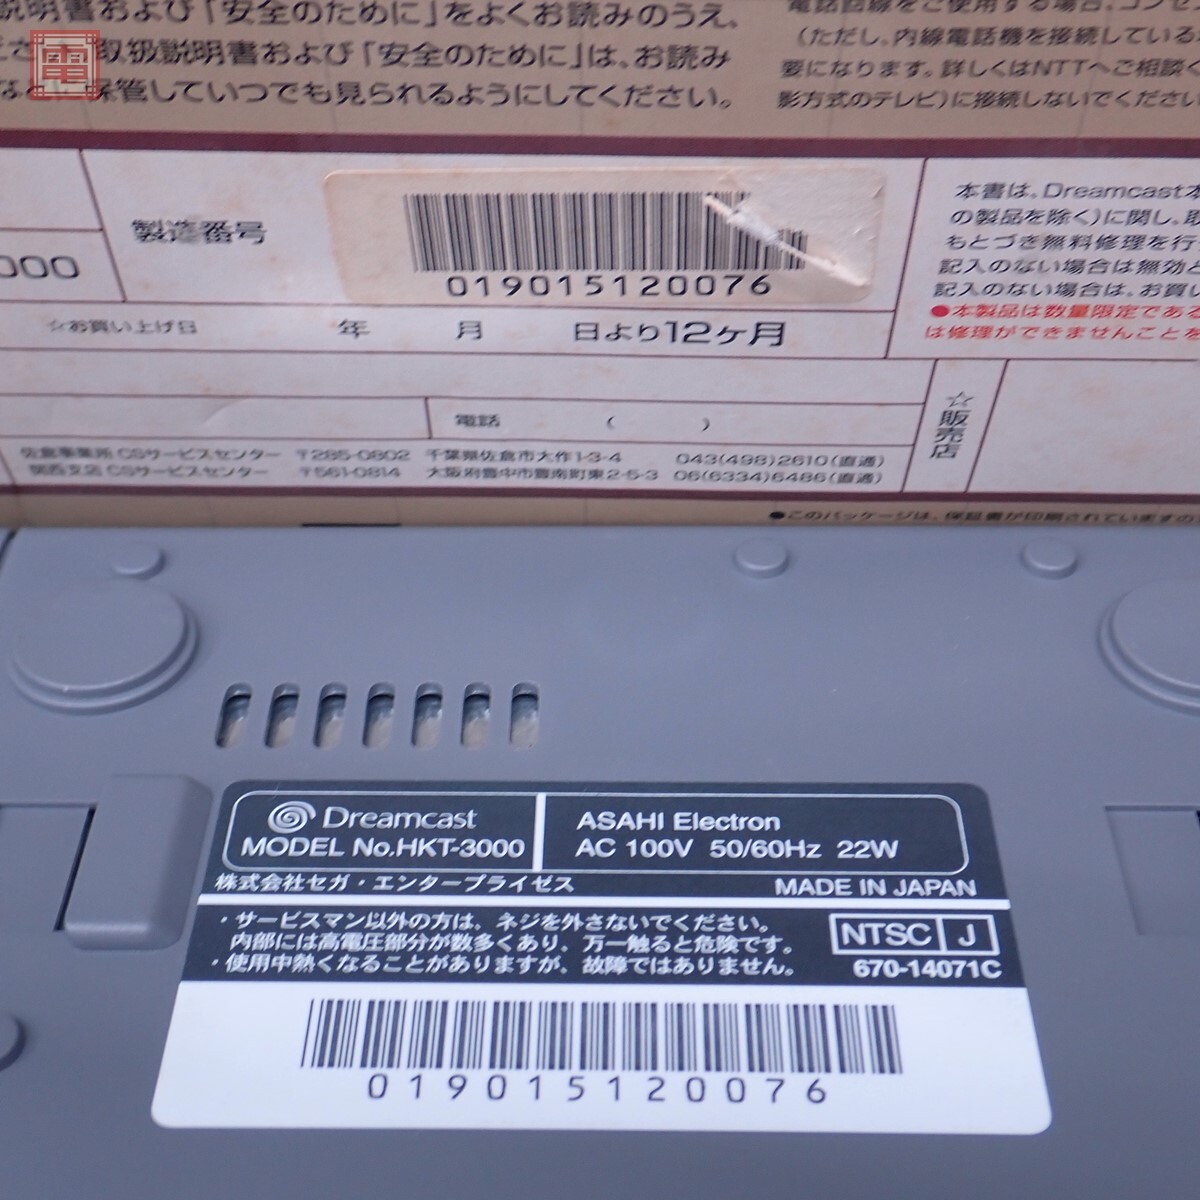 電
説明書および「安全のために」をよくお読みのうえ、
取扱説明書および「安全のために」は、お読み
保管していつでも見られるようにしてください。
電話回線をご使用する場合、コンセ
(ただし、内線電話機を接続している
要になります。詳しくはNTTへご相談く
影方式のテレビ)に接続しないでください
000
製造番号
019015120076
☆お買い上げ日 年 月 日より12ヶ月
本書は、Dreamcast本
の製品を除く)に関し、取
もとづき無料修理を行
記入のない場合は無効と
記入のない場合は、お買い
●本製品は数量限定である
は修理ができませんことを
電話 ( )
☆販売店
佐倉事業所 CSサービスセンター 〒285-0802 千葉県佐倉市大作1-3-4 043(498)2610(直通)
関西支店 CSサービスセンター 〒561-0814 大阪府豊中市豊南町東2-5-3 06(6334)6486(直通)
●このパッケージは、保証書が印刷されていますの
Dreamcast
MODEL No.HKT-3000
ASAHI Electron
AC 100V 50/60Hz 22W
株式会社セガ・エンタープライゼス
MADE IN JAPAN
・サービスマン以外の方は、ネジを外さないでください。
内部には高電圧部分が数多くあり、万一触ると危険です。
・使用中熱くなることがありますが、故障ではありません。
NTSC J
670-14071C
019015120076